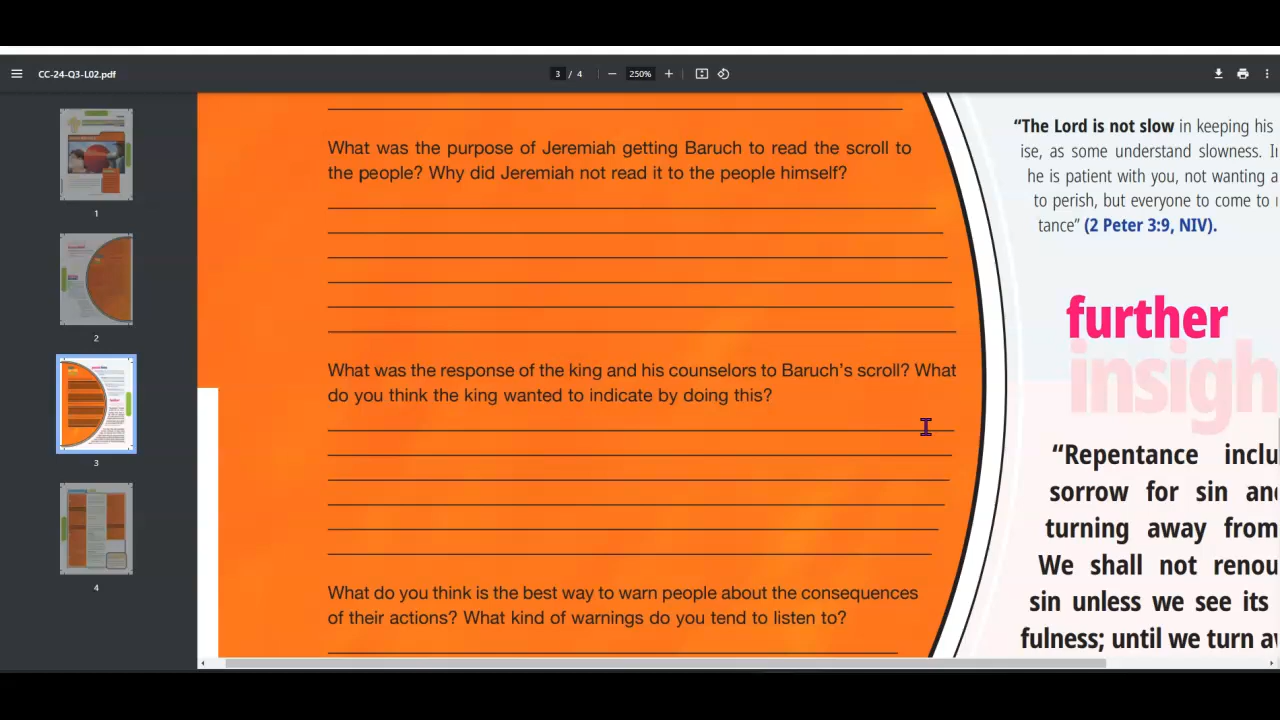 CC-24-Q3-L02.pdf
3 / 4
250%
1
2
3
4
What was the purpose of Jeremiah getting Baruch to read the scroll to
the people? Why did Jeremiah not read it to the people himself?
What was the response of the king and his counselors to Baruch’s scroll? What
do you think the king wanted to indicate by doing this?
What do you think is the best way to warn people about the consequences
of their actions? What kind of warnings do you tend to listen to?
“The Lord is not slow in keeping his
ise, as some understand slowness.
he is patient with you, not wanting a
to perish, but everyone to come to
tance” (2 Peter 3:9, NIV).
further
insigh
“Repentance inclu
sorrow for sin and
turning away from
We shall not renou
sin unless we see its
fulness; until we turn